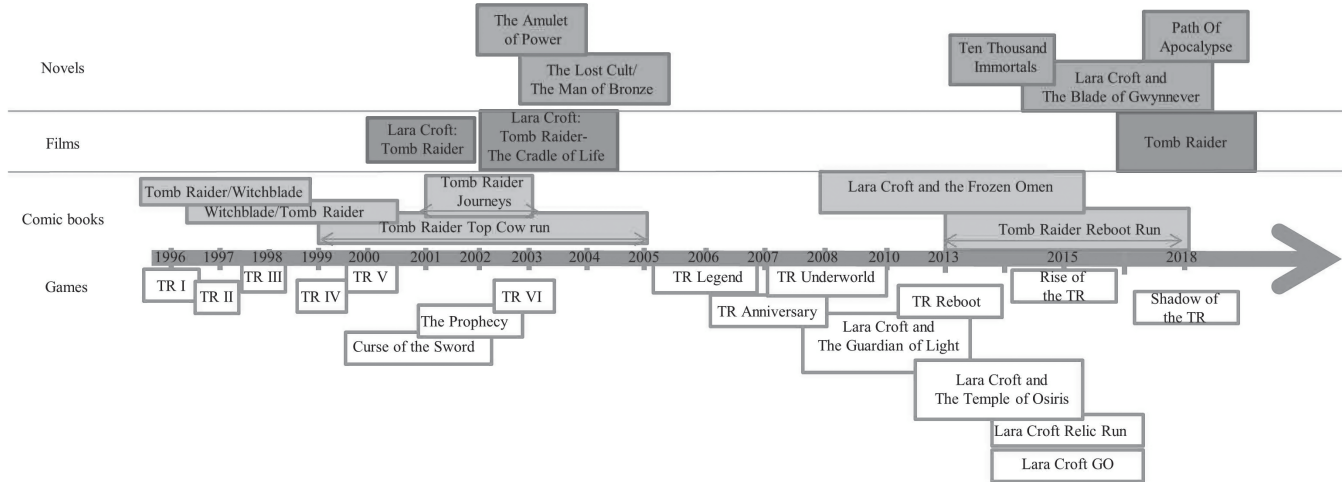 Novels
The Amulet
of Power
The Lost Cult/
The Man of Bronze
Ten Thousand
Immortals
Path Of
Apocalypse
Lara Croft and
The Blade of Gwynnever
Films
Lara Croft:
Tomb Raider
Lara Croft:
Tomb Raider-
The Cradle of Life
Tomb Raider
Comic books
Tomb Raider/Witchblade
Witchblade/Tomb Raider
Tomb Raider
Journeys
Tomb Raider Top Cow run
Lara Croft and the Frozen Omen
Tomb Raider Reboot Run
1996 1997 1998 1999 2000 2001 2002 2003 2004 2005 2006 2007 2008 2010 2013 2015 2018
Games
TR I
TR II
TR III
TR IV
TR V
TR VI
The Prophecy
Curse of the Sword
TR Legend
TR Anniversary
TR Underworld
Lara Croft and
The Guardian of Light
TR Reboot
Lara Croft and
The Temple of Osiris
Rise of
the TR
Shadow of
the TR
Lara Croft Relic Run
Lara Croft GO